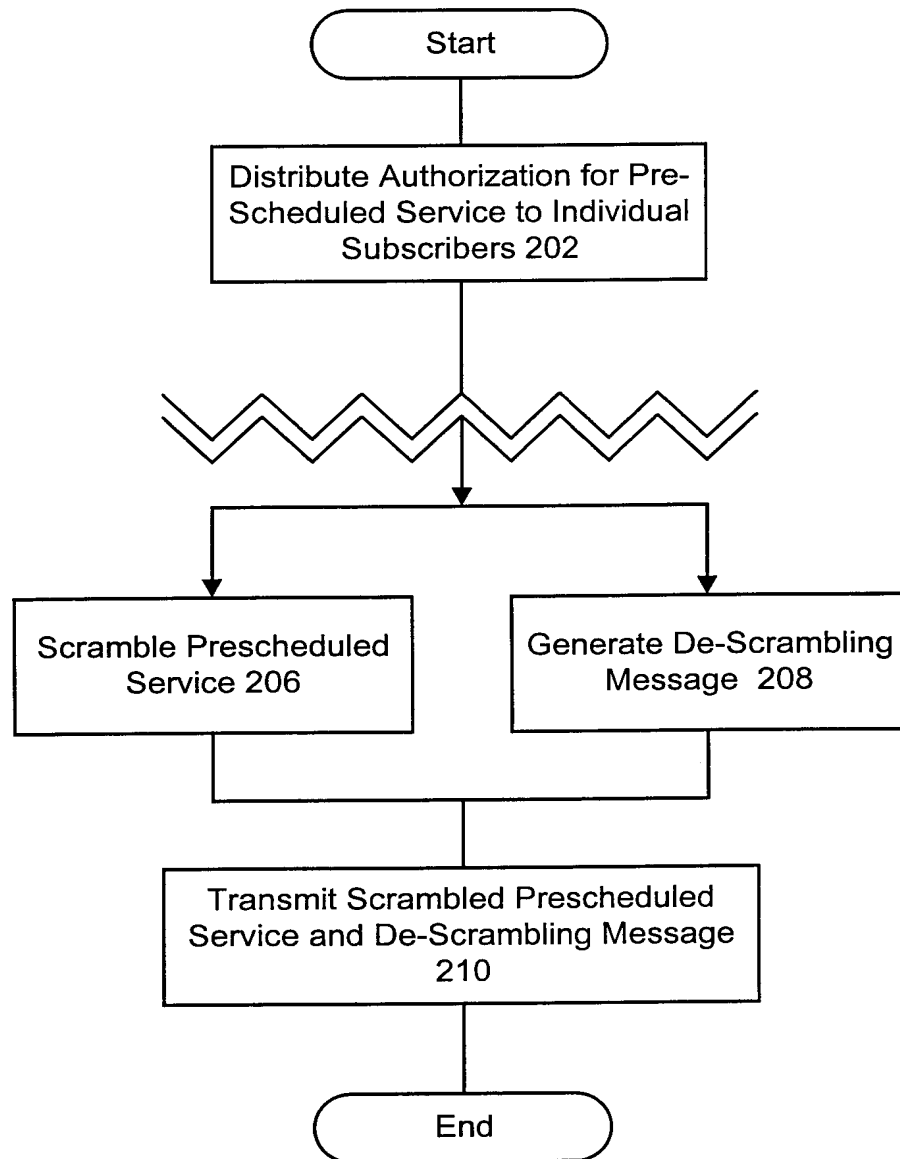 Start
Distribute Authorization for Pre-
Scheduled Service to Individual
Subscribers 202
Scramble Prescheduled
Service 206
Generate De-Scrambling
Message 208
Transmit Scrambled Prescheduled
Service and De-Scrambling Message
210
End